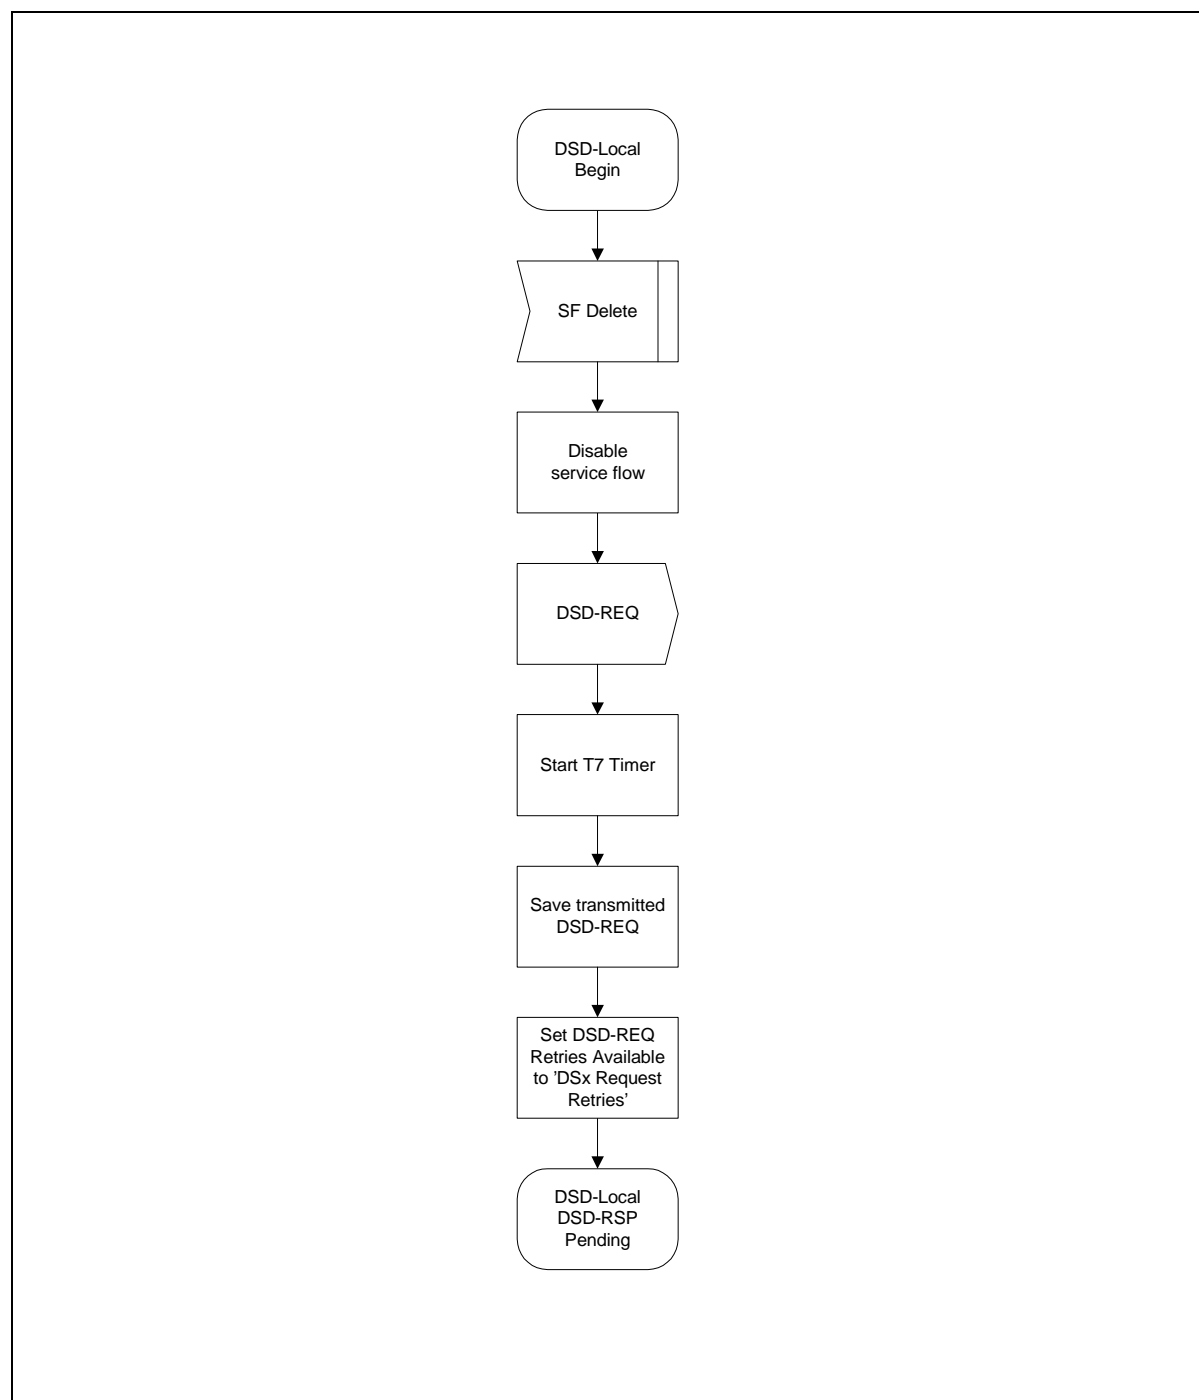 DSD-Local
Begin
SF Delete
Disable
service flow
DSD-REQ
Start T7 Timer
Save transmitted
DSD-REQ
Set DSD-REQ
Retries Available
to ’DSx Request
Retries’
DSD-Local
DSD-RSP
Pending